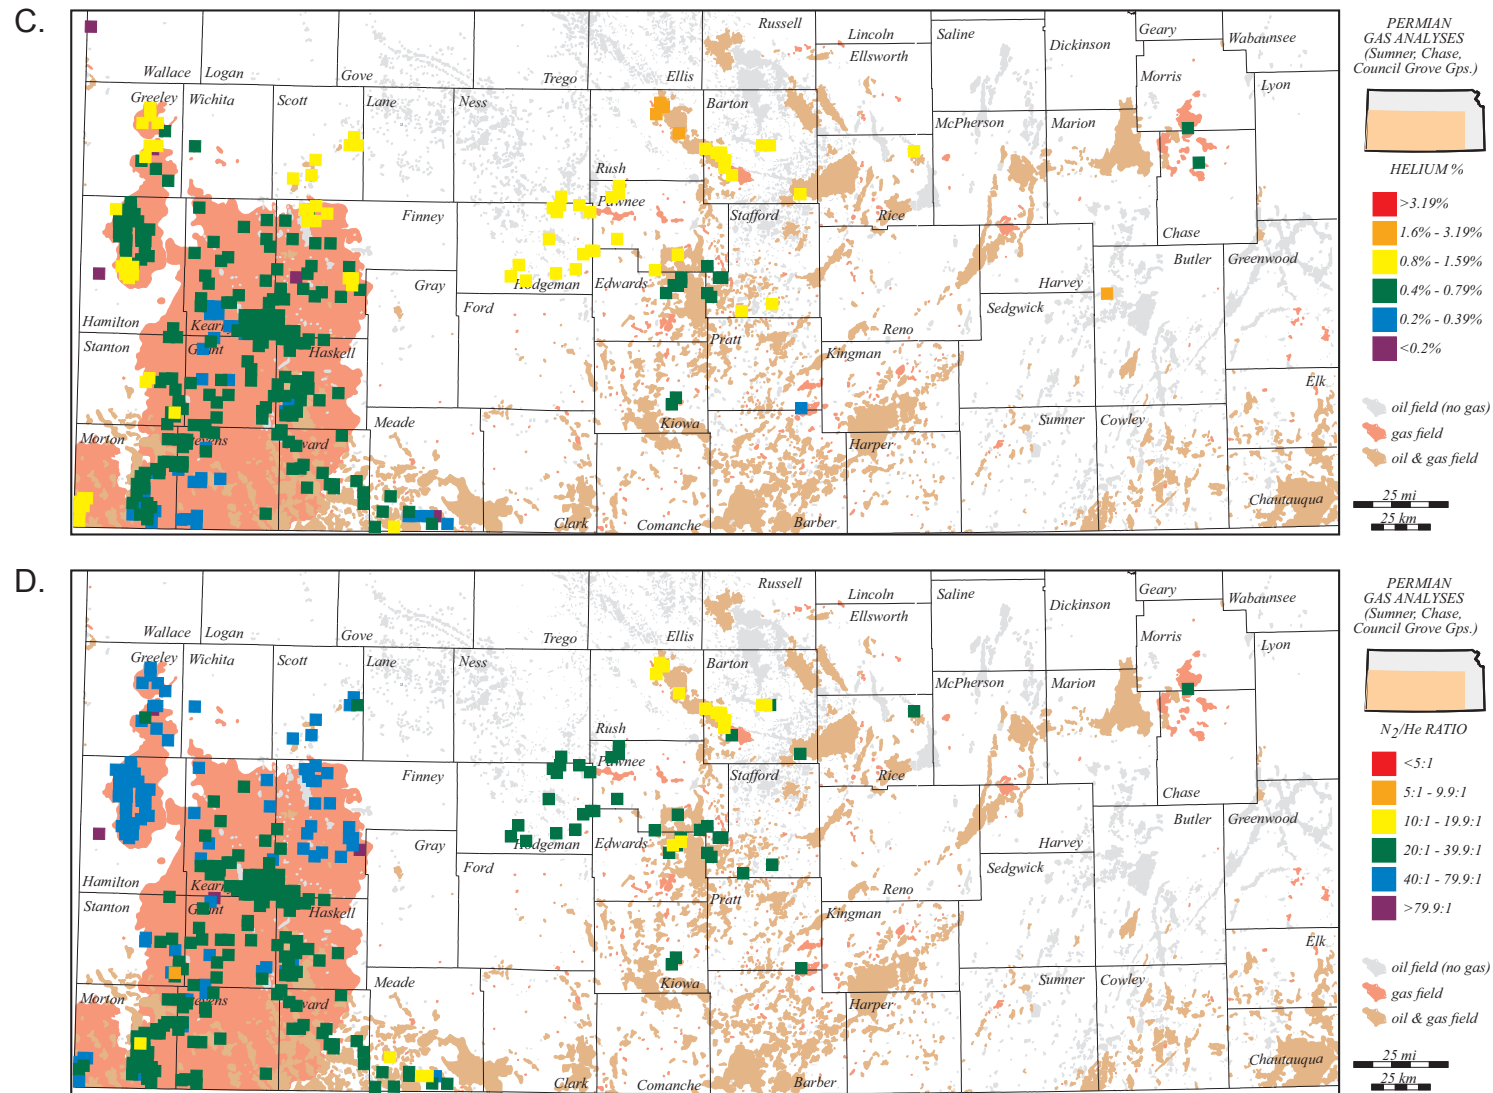 C.
Russell
Lincoln
Ellsworth
Saline
Dickinson
Geary
Wabaunsee
Morris
Lyon
Wallace
Logan
Gove
Trego
Ellis
Greeley
Wichita
Scott
Lane
Ness
Barton
McPherson
Marion
Rush
Pawnee
Finney
Stafford
Rice
Chase
Butler
Greenwood
Hodgeman
Edwards
Gray
Ford
Harvey
Sedgwick
Hamilton
Kearny
Stanton
Grant
Haskell
Reno
Pratt
Kingman
Elk
Meade
Morton
Kiowa
Sumner
Cowley
Harper
Chautauqua
Clark
Comanche
Barber
PERMIAN
GAS ANALYSES
(Sumner, Chase,
Council Grove Gps.)
HELIUM %
>3.19%
1.6% - 3.19%
0.8% - 1.59%
0.4% - 0.79%
0.2% - 0.39%
<0.2%
oil field (no gas)
gas field
oil & gas field
25 mi
25 km
D.
Russell
Lincoln
Ellsworth
Saline
Dickinson
Geary
Wabaunsee
Morris
Lyon
Wallace
Logan
Gove
Trego
Ellis
Greeley
Wichita
Scott
Lane
Ness
Barton
McPherson
Marion
Rush
Pawnee
Finney
Stafford
Rice
Chase
Butler
Greenwood
Hodgeman
Edwards
Gray
Ford
Harvey
Sedgwick
Hamilton
Kearny
Stanton
Grant
Haskell
Reno
Pratt
Kingman
Elk
Meade
Morton
Kiowa
Sumner
Cowley
Harper
Chautauqua
Clark
Comanche
Barber
PERMIAN
GAS ANALYSES
(Sumner, Chase,
Council Grove Gps.)
N2/He RATIO
<5:1
5:1 - 9.9:1
10:1 - 19.9:1
20:1 - 39.9:1
40:1 - 79.9:1
>79.9:1
oil field (no gas)
gas field
oil & gas field
25 mi
25 km